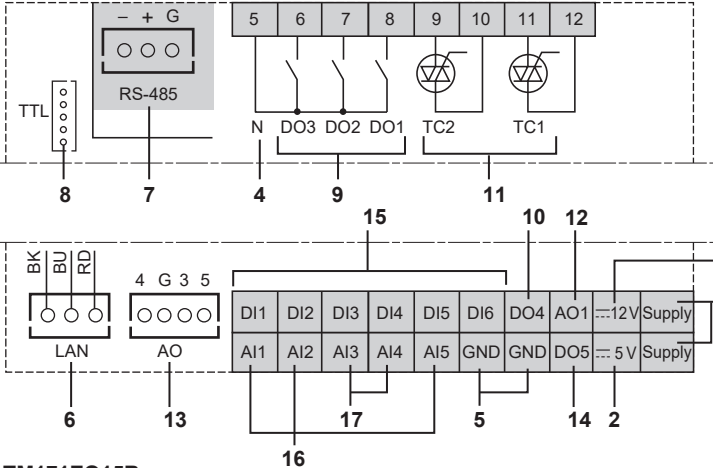 − + G
5 6 7 8 9 10 11 12
RS-485
TTL
N DO3 DO2 DO1 TC2 TC1
8 7 4 9 11
15 10 12
BK BU RD
4 G 3 5
DI1 DI2 DI3 DI4 DI5 DI6 DO4 AO1 ⎓12 V Supply
LAN AO
AI1 AI2 AI3 AI4 AI5 GND GND DO5 ⎓ 5 V Supply
6 13 17 5 14 2
16